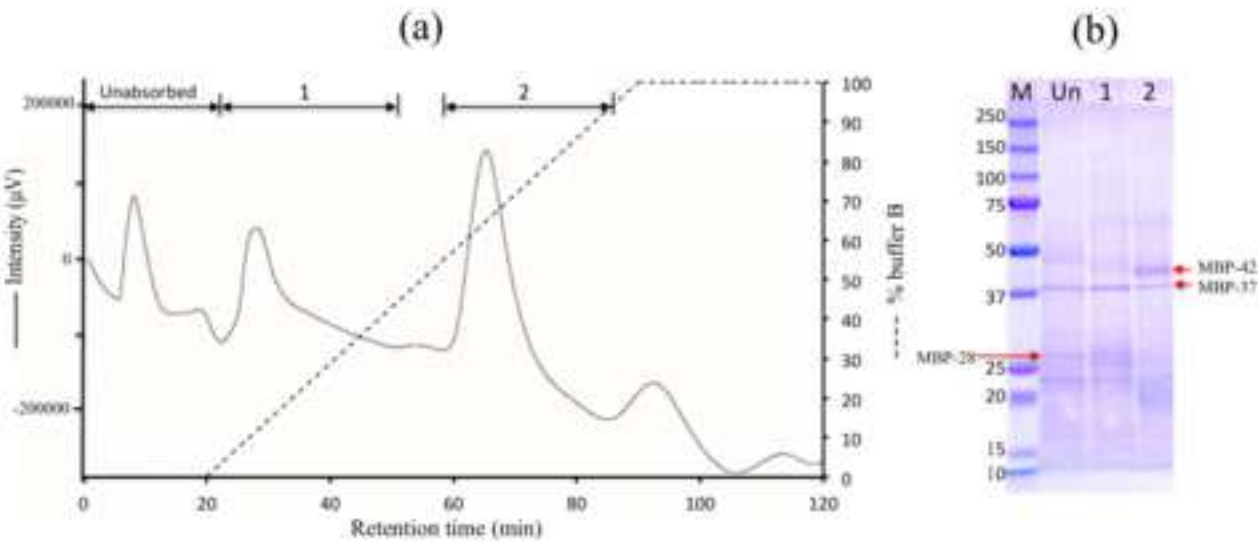 (a)
(b)
Unabsorbed 1 2
200000
0
-200000
Intensity (µV)
0 20 40 60 80 100 120
Retention time (min)
100
90
80
70
60
50
40
30
20
10
0
% buffer B
M Un 1 2
250
150
100
75
50
37
25
20
15
10
MBP-42
MBP-37
MBP-28